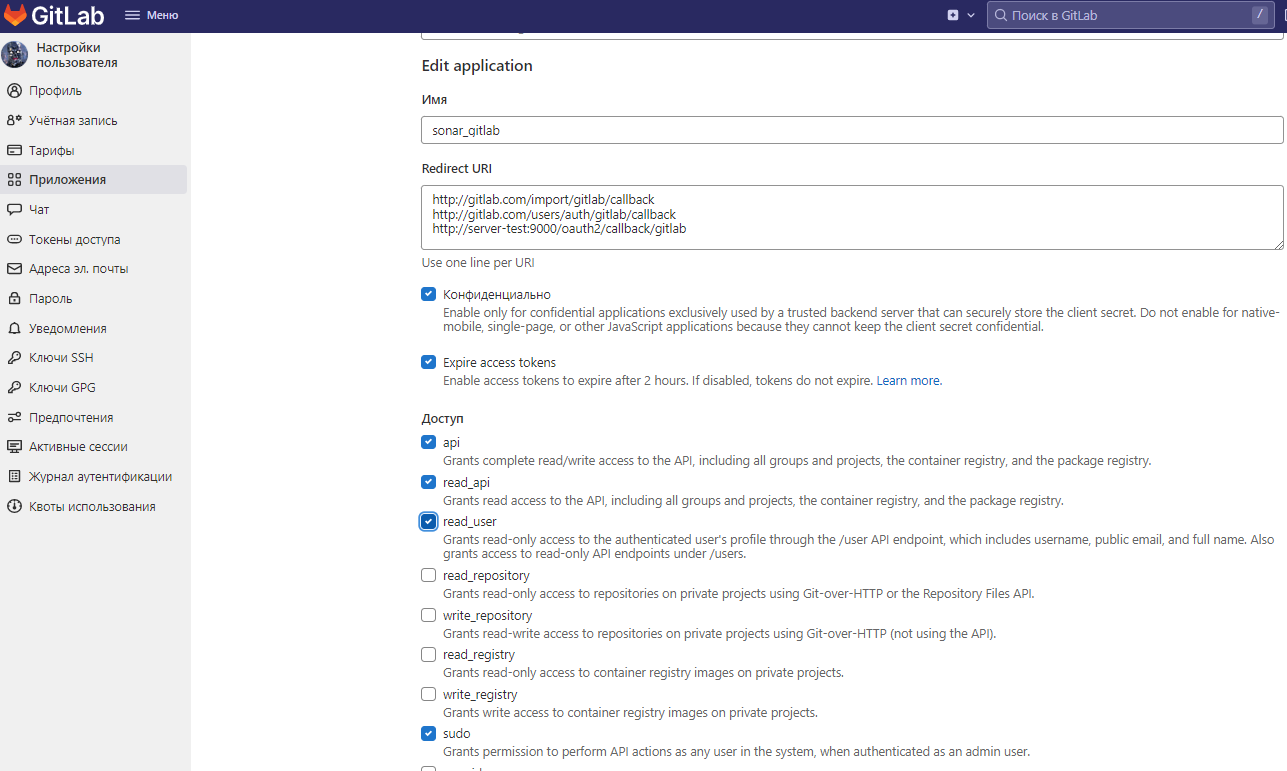 GitLab
Меню
Поиск в GitLab
/
Настройки
пользователя
Профиль
Учётная запись
Тарифы
Приложения
Чат
Токены доступа
Адреса эл. почты
Пароль
Уведомления
Ключи SSH
Ключи GPG
Предпочтения
Активные сессии
Журнал аутентификации
Квоты использования
Edit application
Имя
sonar_gitlab
Redirect URI
http://gitlab.com/import/gitlab/callback
http://gitlab.com/users/auth/gitlab/callback
http://server-test:9000/oauth2/callback/gitlab
Use one line per URI
Конфиденциально
Enable only for confidential applications exclusively used by a trusted backend server that can securely store the client secret. Do not enable for native-
mobile, single-page, or other JavaScript applications because they cannot keep the client secret confidential.
Expire access tokens
Enable access tokens to expire after 2 hours. If disabled, tokens do not expire. Learn more.
Доступ
api
Grants complete read/write access to the API, including all groups and projects, the container registry, and the package registry.
read_api
Grants read access to the API, including all groups and projects, the container registry, and the package registry.
read_user
Grants read-only access to the authenticated user's profile through the /user API endpoint, which includes username, public email, and full name. Also
grants access to read-only API endpoints under /users.
read_repository
Grants read-only access to repositories on private projects using Git-over-HTTP or the Repository Files API.
write_repository
Grants read-write access to repositories on private projects using Git-over-HTTP (not using the API).
read_registry
Grants read-only access to container registry images on private projects.
write_registry
Grants write access to container registry images on private projects.
sudo
Grants permission to perform API actions as any user in the system, when authenticated as an admin user.